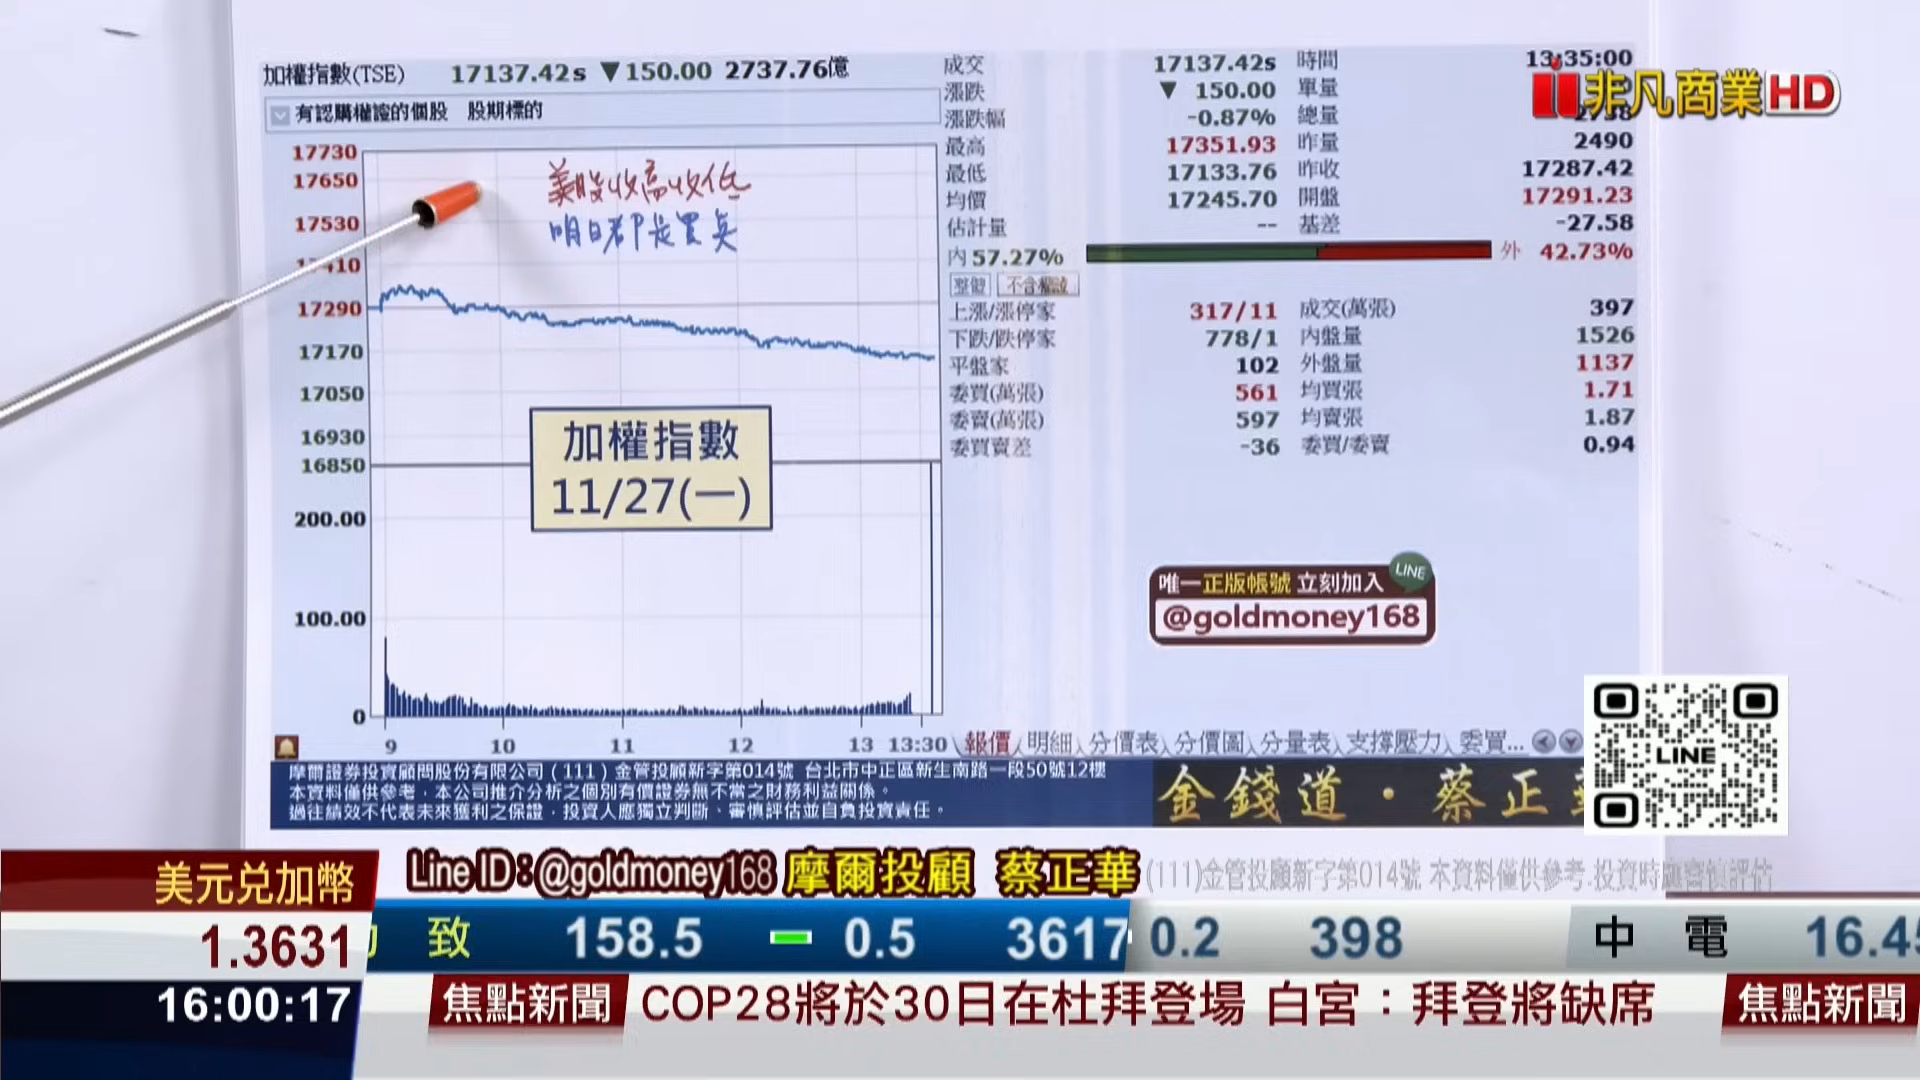 加權指數(TSE) 17137.42s ▼150.00 2737.76億
有認購權證的個股 股期標的
17730
17650
17530
17410
17290
17170
17050
16930
16850
200.00
100.00
0
9 10 11 12 13 13:30
美股收高收低
明日都是買點
加權指數
11/27(一)
成交 17137.42s 時間 13:35:00
漲跌 ▼ 150.00 單量
漲跌幅 -0.87% 總量 2738
最高 17351.93 昨量 2490
最低 17133.76 昨收 17287.42
均價 17245.70 開盤 17291.23
估計量 -- 基差 -27.58
內 57.27% 外 42.73%
整體 不含權證
上漲/漲停家 317/11 成交(萬張) 397
下跌/跌停家 778/1 內盤量 1526
平盤家 102 外盤量 1137
委買(萬張) 561 均買張 1.71
委賣(萬張) 597 均賣張 1.87
委買賣差 -36 委買/委賣 0.94
非凡商業HD
唯一正版帳號 立刻加入 LINE
@goldmoney168
LINE
報價 明細 分價表 分價圖 分量表 支撐壓力 委買...
摩爾證券投資顧問股份有限公司(111)金管投顧新字第014號 台北市中正區新生南路一段50號12樓
本資料僅供參考，本公司推介分析之個別有價證券無不當之財務利益關係。
過往績效不代表未來獲利之保證，投資人應獨立判斷、審慎評估並自負投資責任。
金錢道・蔡正
美元兌加幣
1.3631
16:00:17
Line ID：@goldmoney168 摩爾投顧 蔡正華 (111)金管投顧新字第014號 本資料僅供參考.投資時應審慎評估
致 158.5 0.5 3617 0.2 398 中電 16.45
焦點新聞 COP28將於30日在杜拜登場 白宮：拜登將缺席 焦點新聞